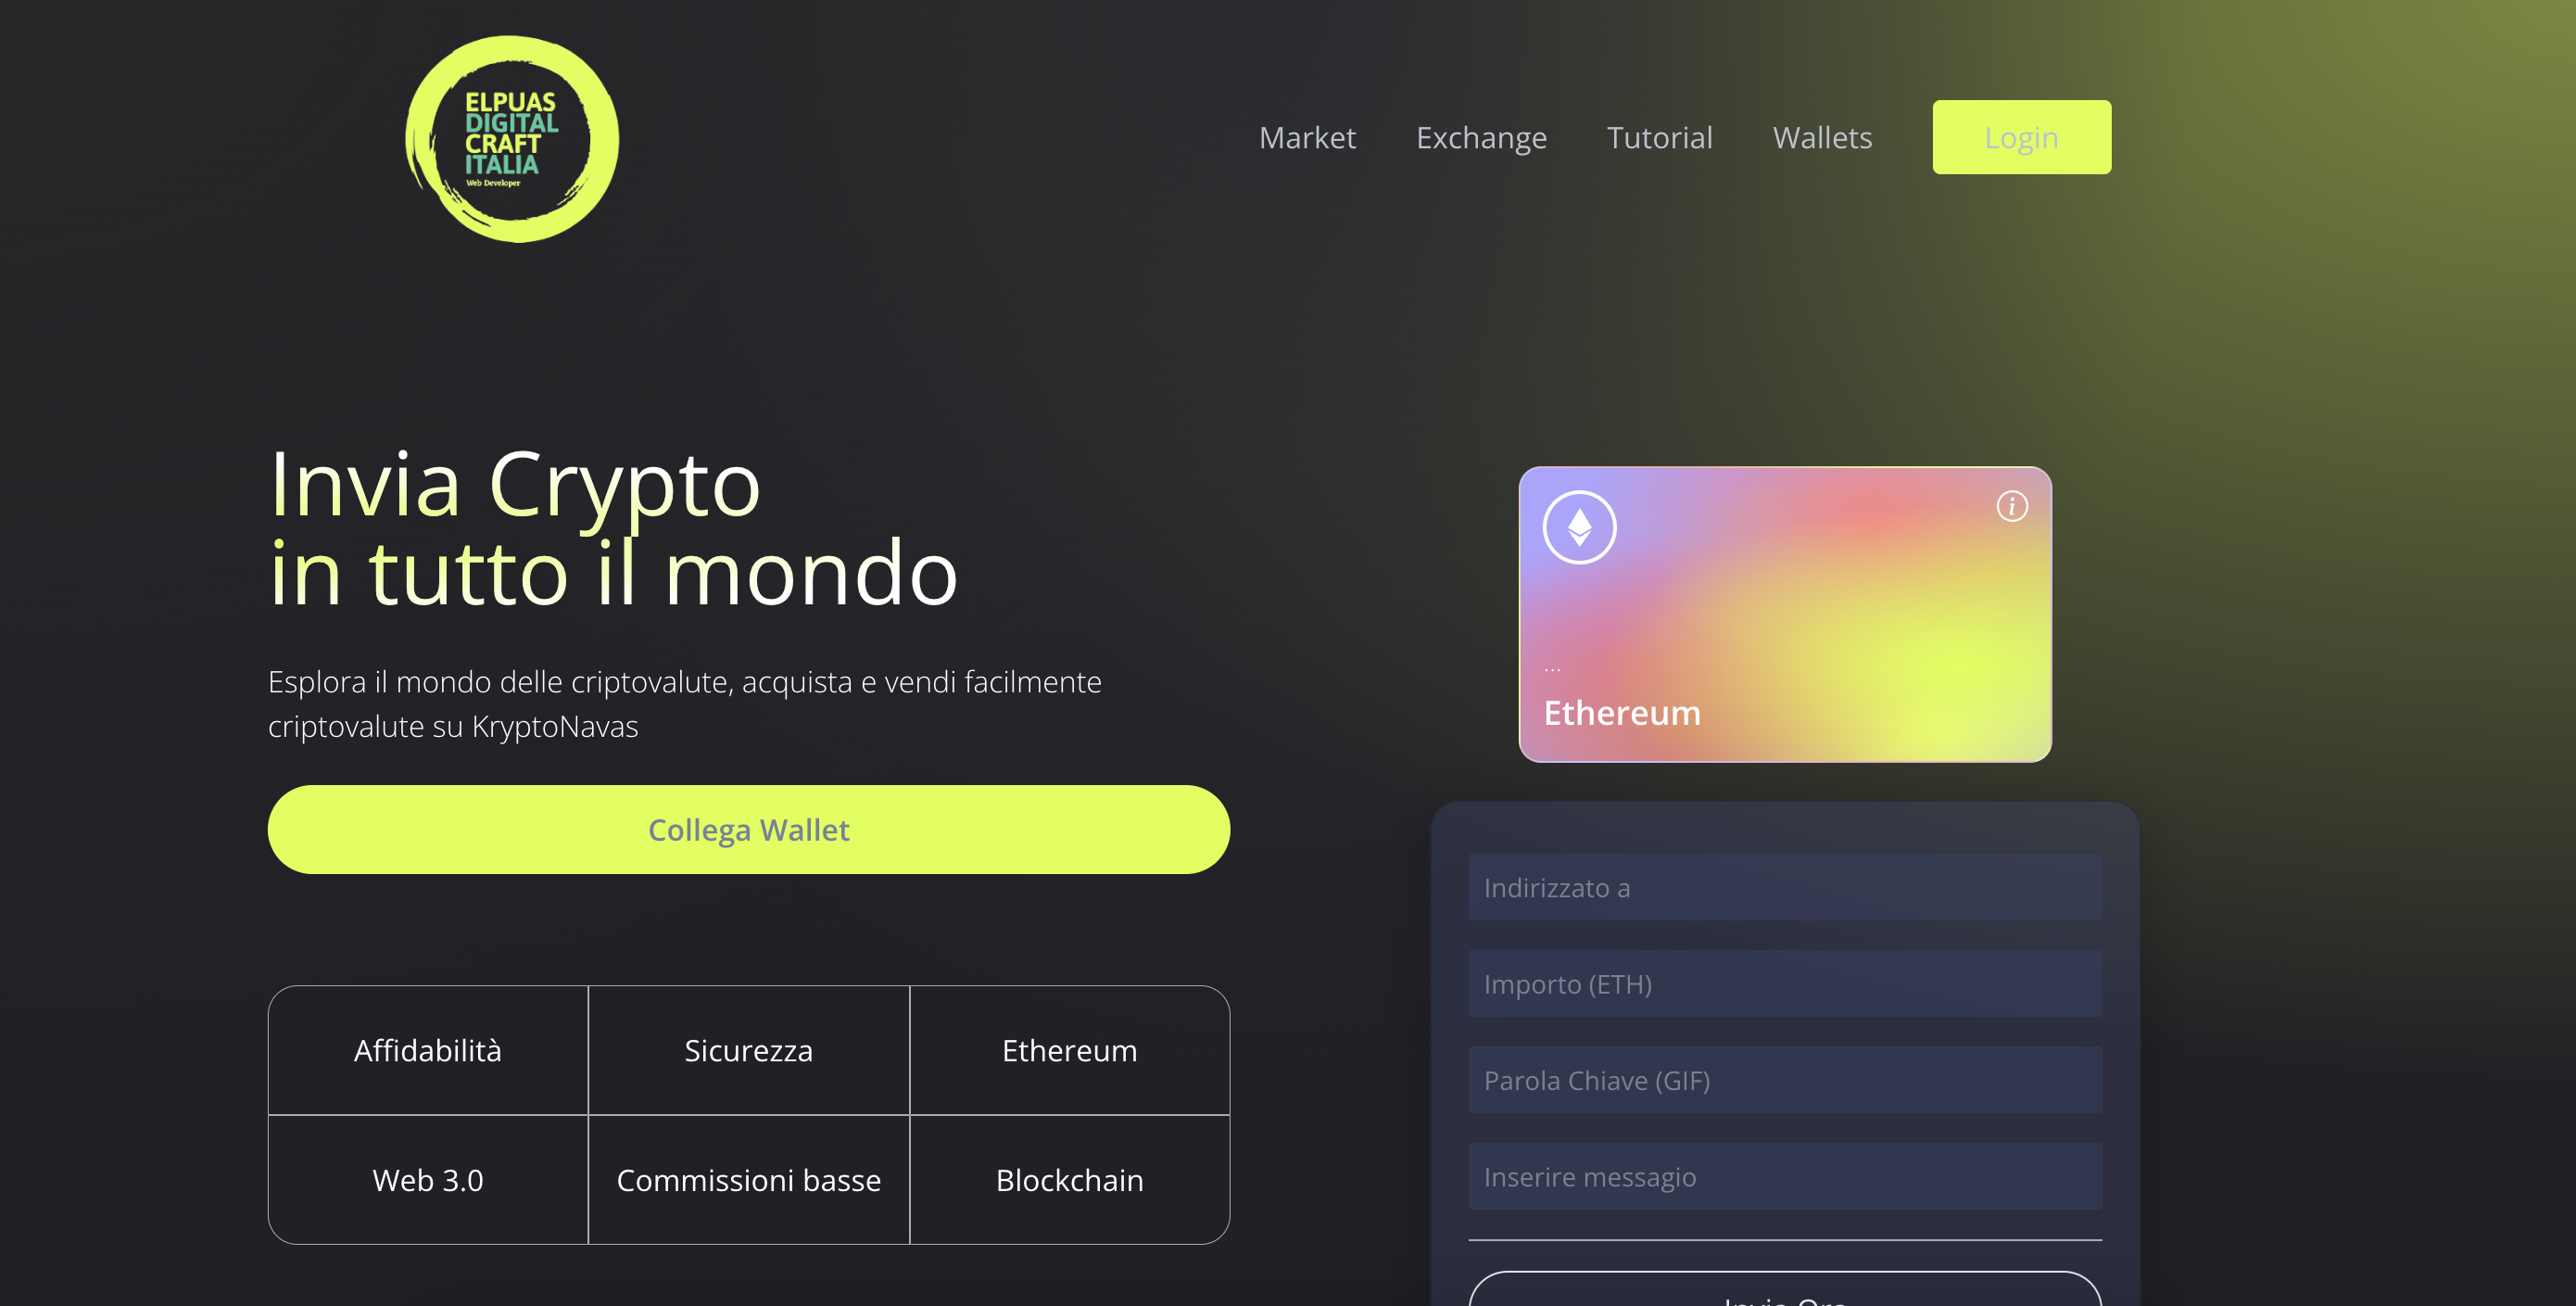 ELPUAS
DIGITAL
CRAFT
ITALIA
Web Developer
Market
Exchange
Tutorial
Wallets
Login
Invia Crypto
in tutto il mondo
Esplora il mondo delle criptovalute, acquista e vendi facilmente
criptovalute su KryptoNavas
Collega Wallet
Affidabilità
Sicurezza
Ethereum
Web 3.0
Commissioni basse
Blockchain
i
...
Ethereum
Indirizzato a
Importo (ETH)
Parola Chiave (GIF)
Inserire messagio
Invia Ora